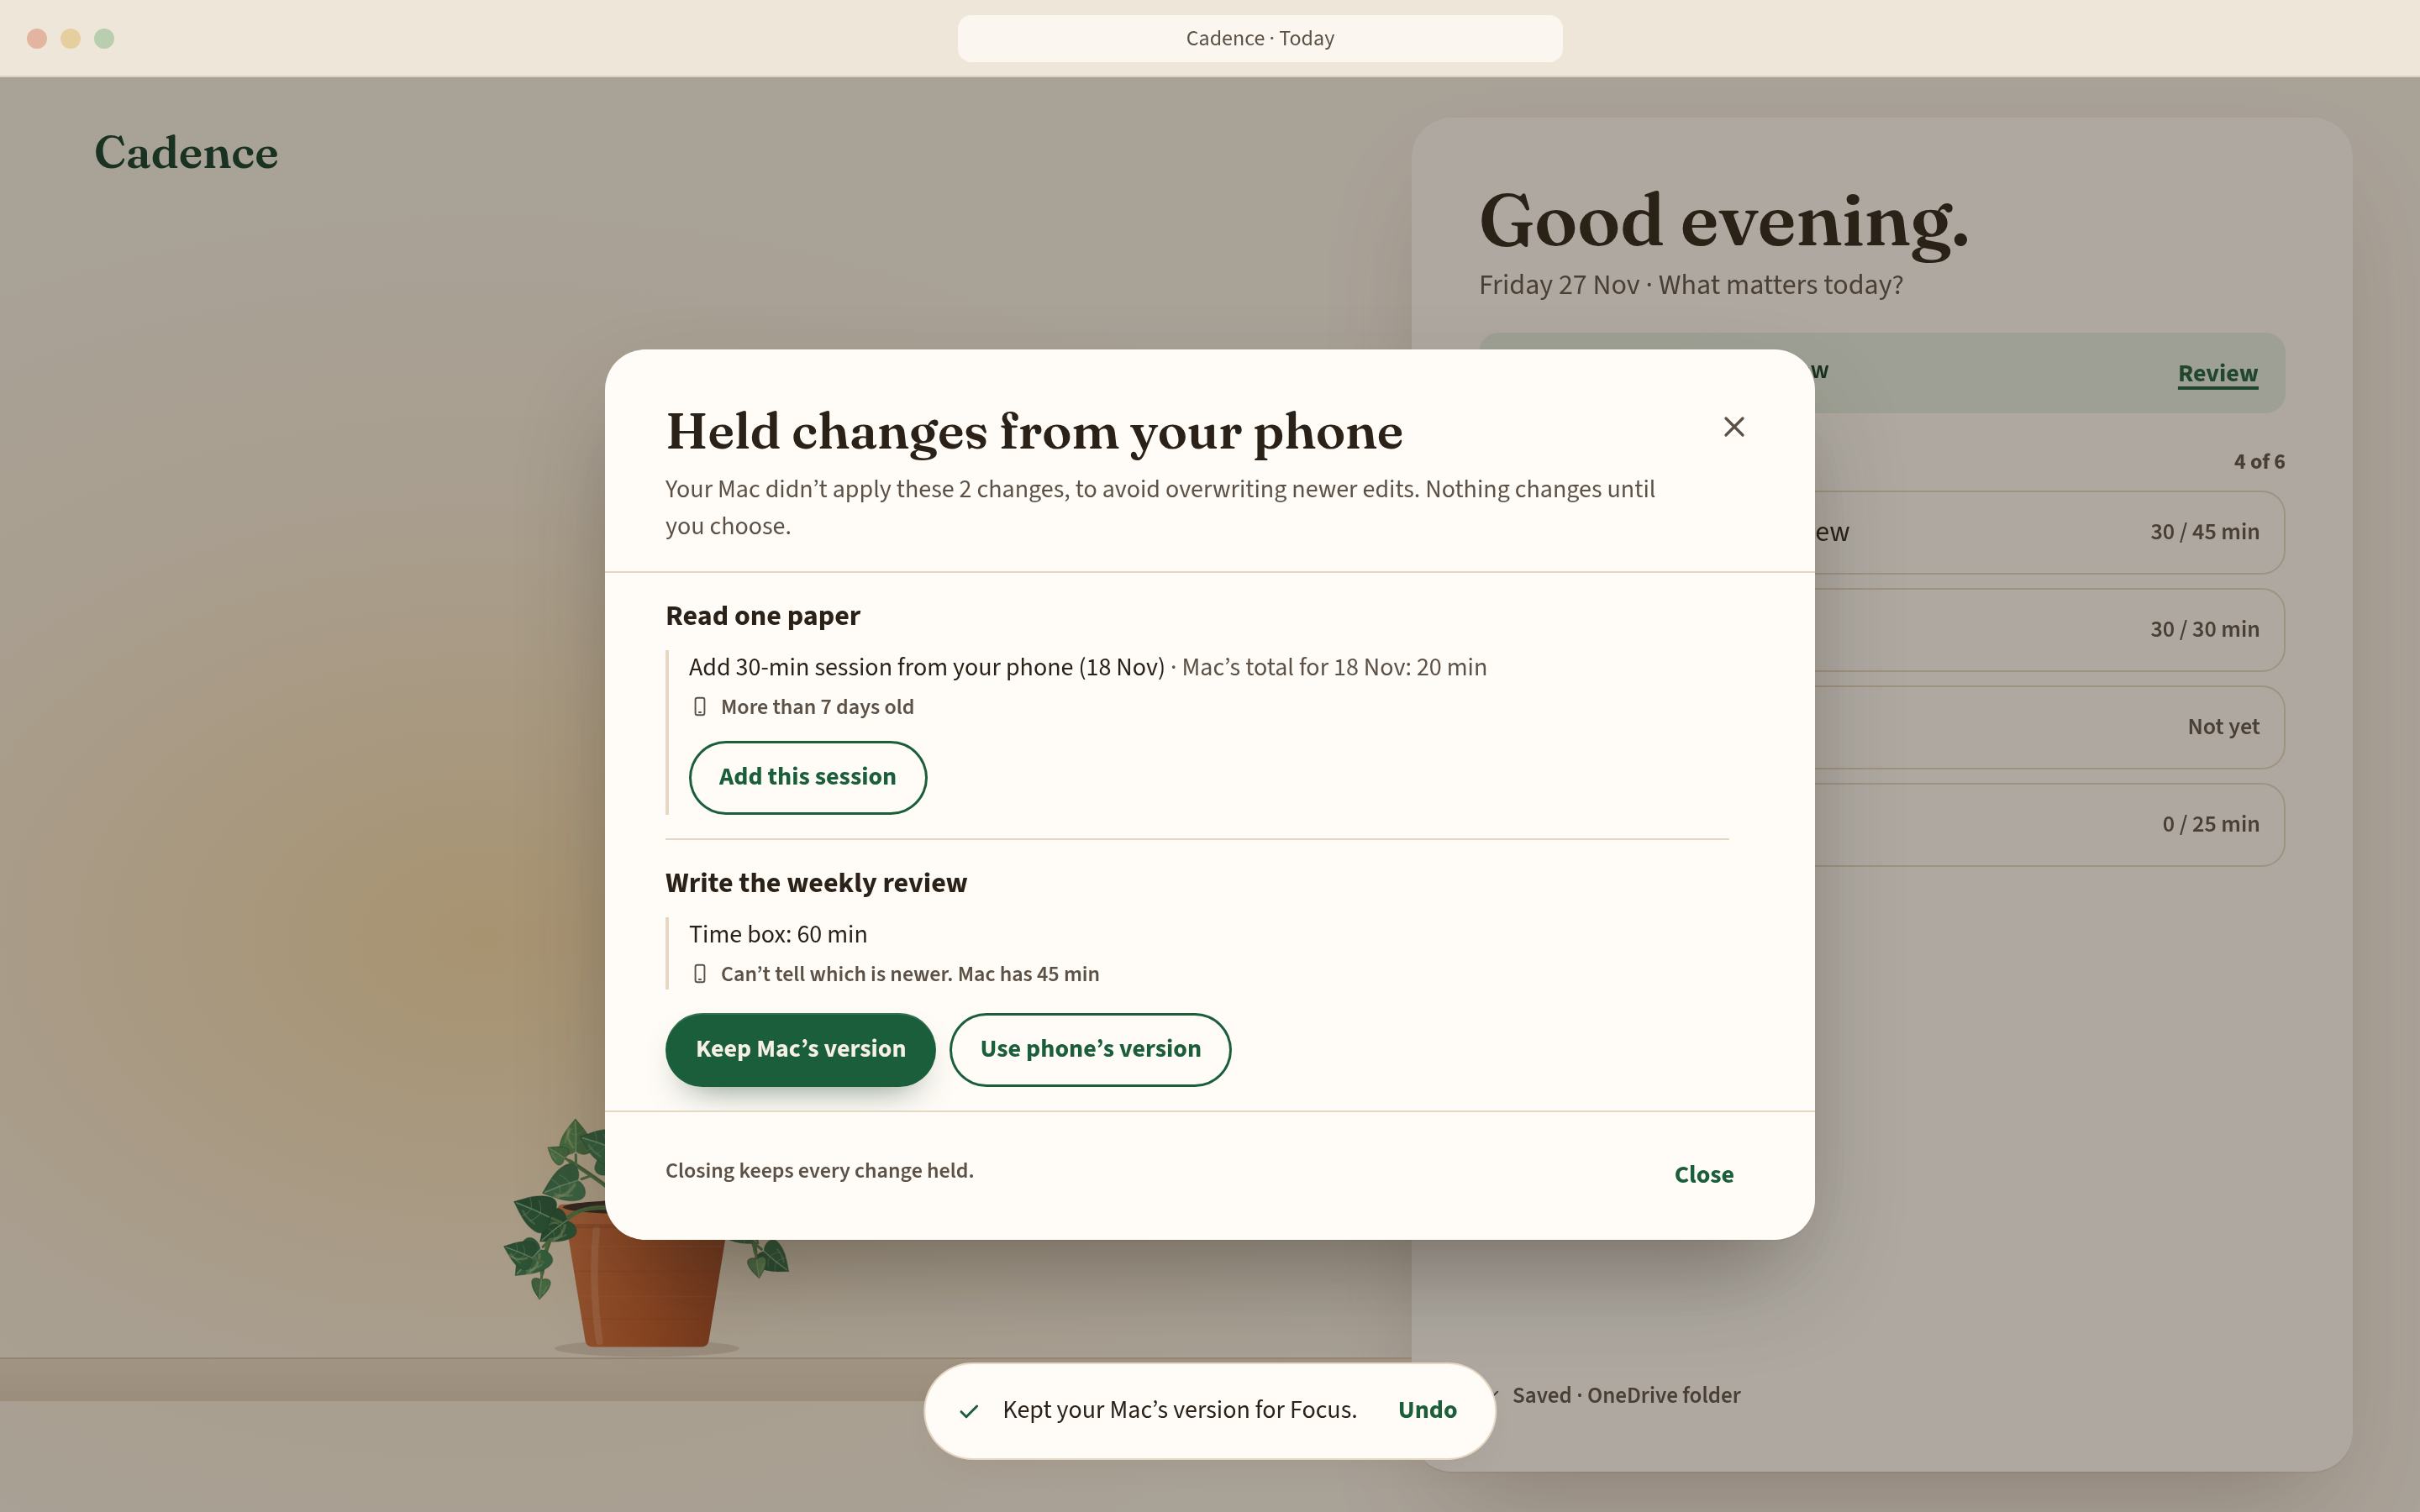 Cadence · Today
Cadence
Good evening.
Friday 27 Nov · What matters today?
Review
4 of 6
30 / 45 min
30 / 30 min
Not yet
0 / 25 min
Held changes from your phone
Your Mac didn’t apply these 2 changes, to avoid overwriting newer edits. Nothing changes until
you choose.
Read one paper
Add 30-min session from your phone (18 Nov) · Mac’s total for 18 Nov: 20 min
More than 7 days old
Add this session
Write the weekly review
Time box: 60 min
Can’t tell which is newer. Mac has 45 min
Keep Mac’s version
Use phone’s version
Closing keeps every change held.
Close
Saved · OneDrive folder
Kept your Mac’s version for Focus.
Undo